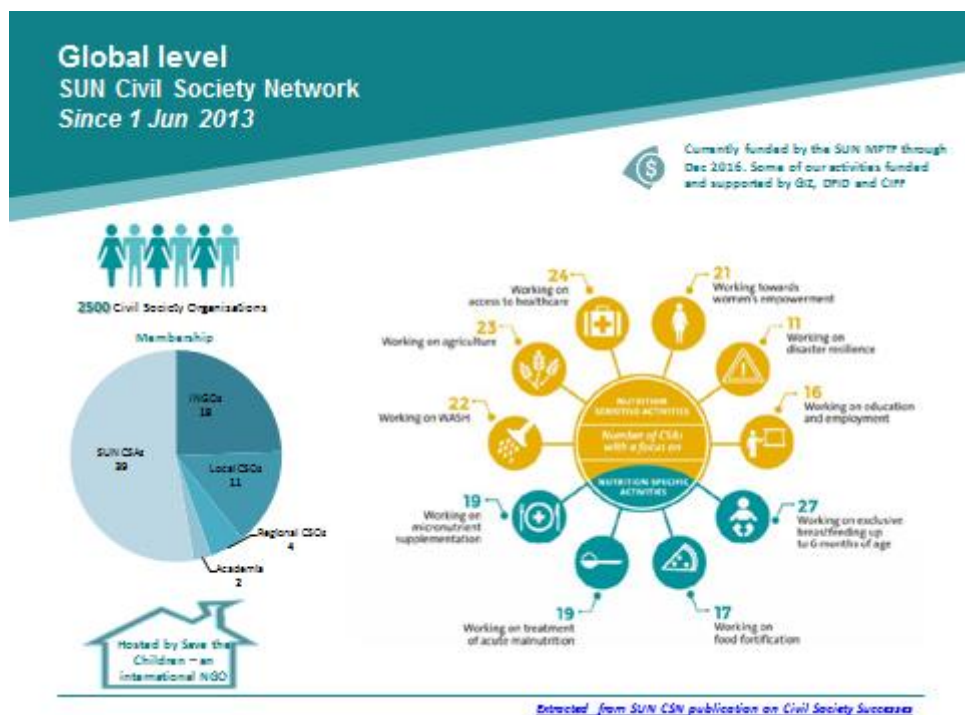 Global level
SUN Civil Society Network
Since 1 Jun 2013
Currently funded by the SUN MPTF through
Dec 2016. Some of our activities funded
and supported by GIZ, DFID and CIFF
2500 Civil Society Organisations
Membership
INGOs
18
Local CSOs
11
Regional CSOs
4
Academia
2
SUN CSAs
39
Hosted by Save the
Children – an
international NGO
24
Working on
access to healthcare
21
Working towards
women's empowerment
23
Working on agriculture
11
Working on
disaster resilience
22
Working on WASH
16
Working on education
and employment
NUTRITION
SENSITIVE ACTIVITIES
Number of CSAs
with a focus on
NUTRITION-SPECIFIC
ACTIVITIES
19
Working on
micronutrient
supplementation
27
Working on exclusive
breastfeeding up
to 6 months of age
19
Working on treatment
of acute malnutrition
17
Working on
food fortification
Extracted from SUN CSN publication on Civil Society Successes